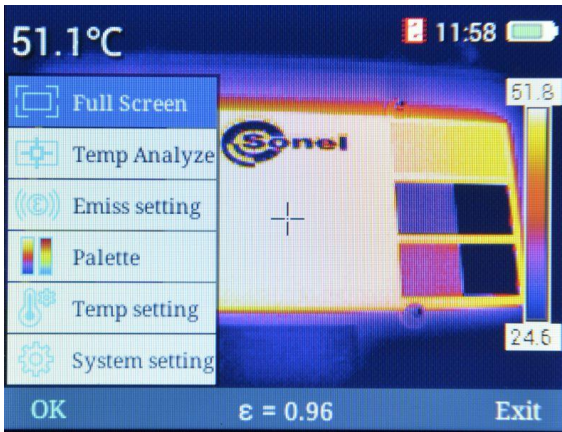 51.1°C
11:58
51.8
Full Screen
Temp Analyze
Sonel
Emiss setting
Palette
Temp setting
24.6
System setting
OK
ε = 0.96
Exit